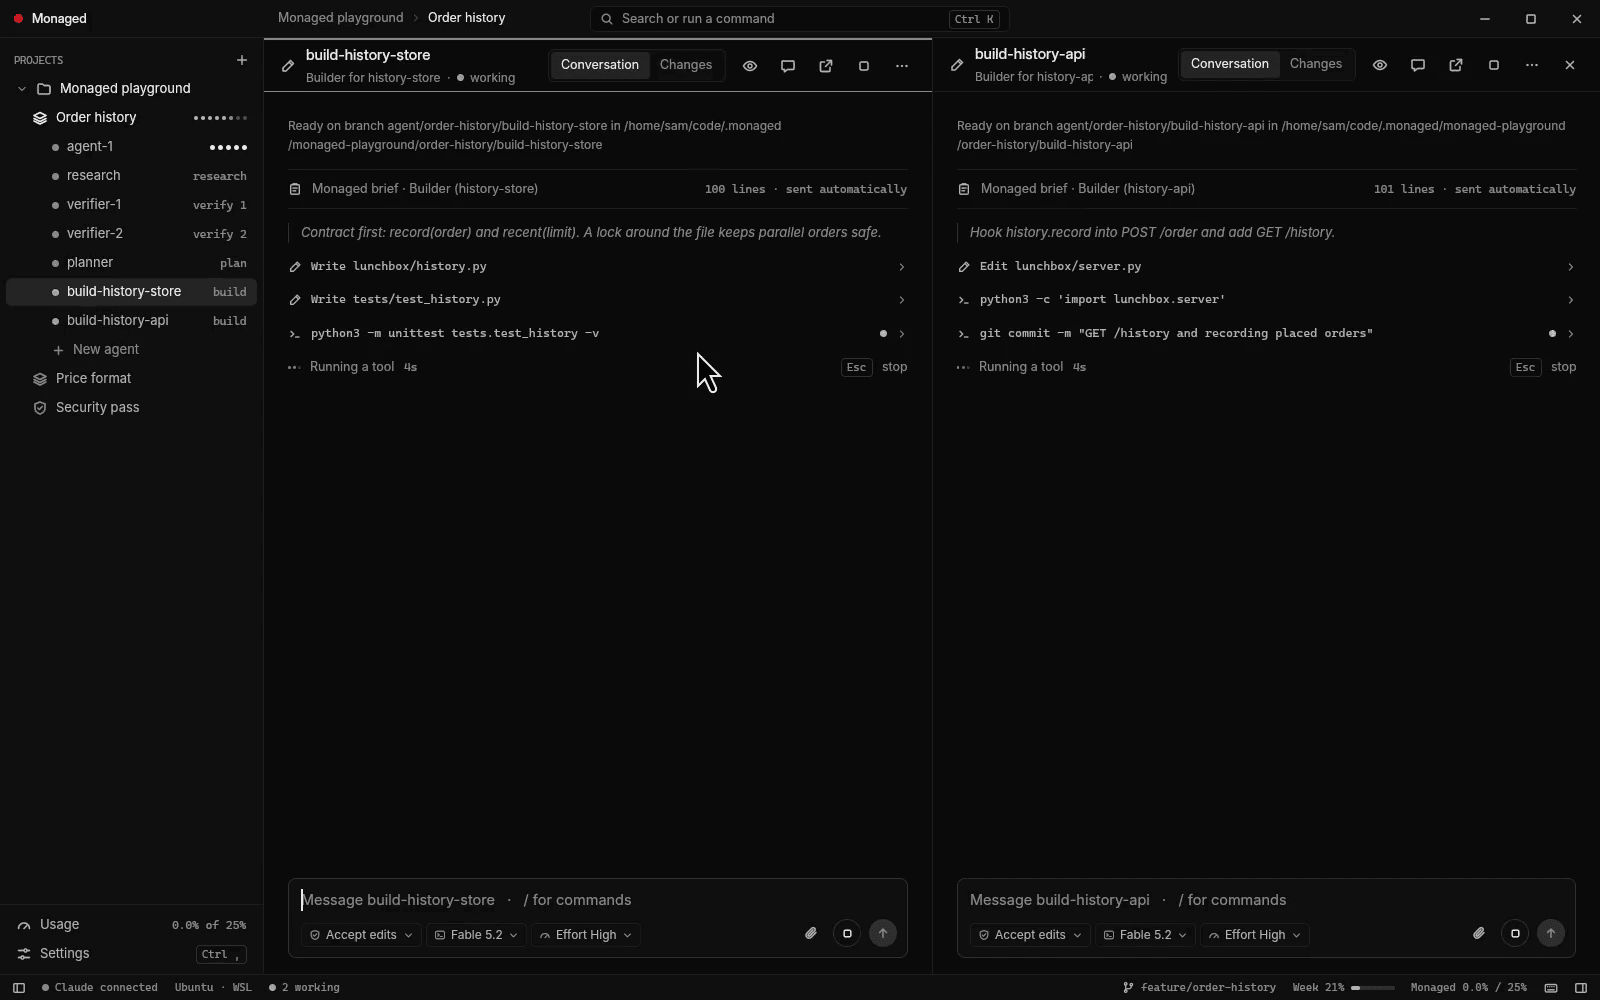 Monaged
Monaged playground › Order history
Search or run a command Ctrl K
PROJECTS
Monaged playground
Order history
agent-1
research research
verifier-1 verify 1
verifier-2 verify 2
planner plan
build-history-store build
build-history-api build
New agent
Price format
Security pass
Usage 0.0% of 25%
Settings Ctrl ,
build-history-store
Builder for history-store · working
Conversation Changes
Ready on branch agent/order-history/build-history-store in /home/sam/code/.monaged
/monaged-playground/order-history/build-history-store
Monaged brief · Builder (history-store) 100 lines · sent automatically
Contract first: record(order) and recent(limit). A lock around the file keeps parallel orders safe.
Write lunchbox/history.py
Write tests/test_history.py
python3 -m unittest tests.test_history -v
Running a tool 4s Esc stop
Message build-history-store · / for commands
Accept edits Fable 5.2 Effort High
build-history-api
Builder for history-ap · working
Conversation Changes
Ready on branch agent/order-history/build-history-api in /home/sam/code/.monaged/monaged-playground
/order-history/build-history-api
Monaged brief · Builder (history-api) 101 lines · sent automatically
Hook history.record into POST /order and add GET /history.
Edit lunchbox/server.py
python3 -c 'import lunchbox.server'
git commit -m "GET /history and recording placed orders"
Running a tool 4s Esc stop
Message build-history-api · / for commands
Accept edits Fable 5.2 Effort High
Claude connected Ubuntu · WSL 2 working
feature/order-history Week 21% Monaged 0.0% / 25%